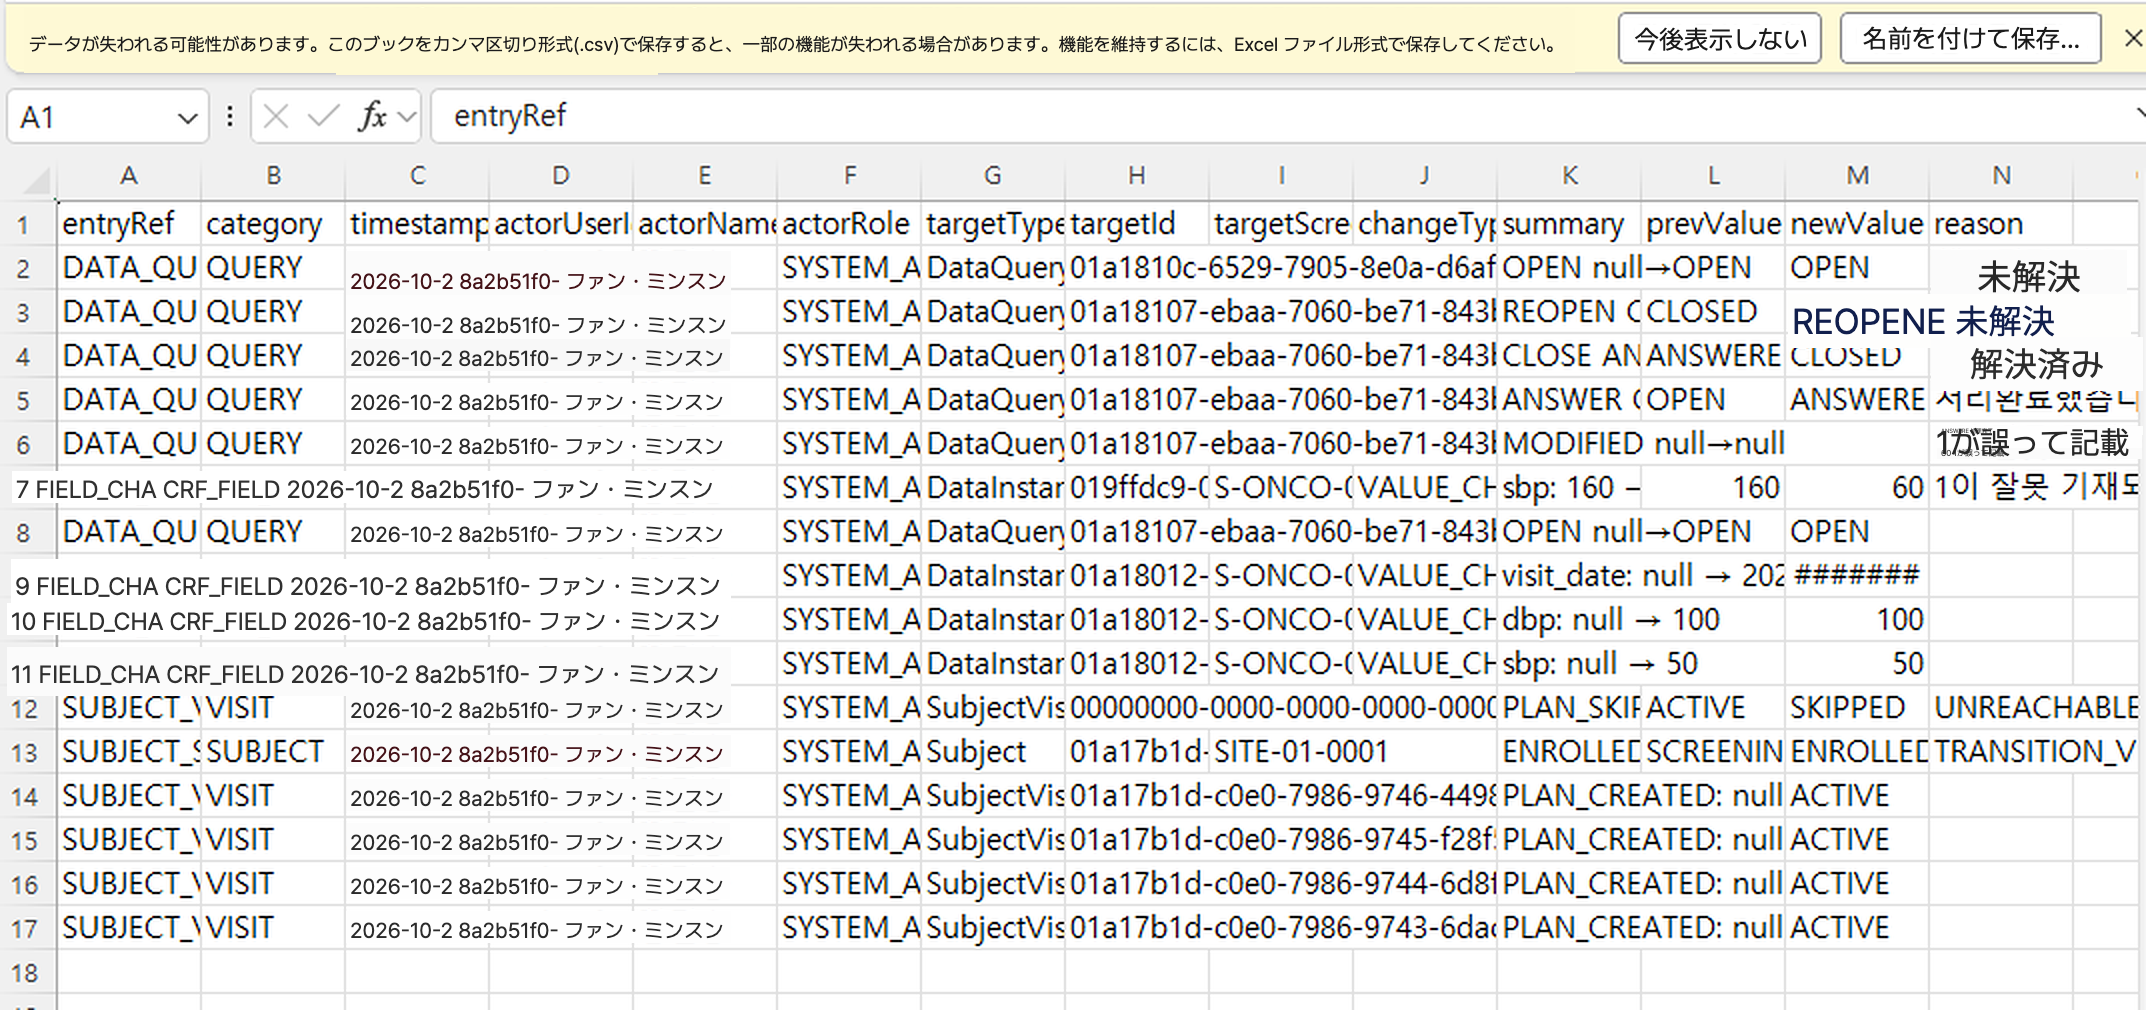 データが失われる可能性があります。このブックをカンマ区切り形式(.csv)で保存すると、一部の機能が失われる場合があります。機能を維持するには、Excel ファイル形式で保存してください。 今後表示しない 名前を付けて保存...
A1 fx entryRef
A B C D E F G H I J K L M N
1 entryRef category timestamp actorUserI actorName actorRole targetType targetId targetScre changeTyp summary prevValue newValue reason
2 DATA_QU QUERY 2026-10-2 8a2b51f0- ファン・ミンスン SYSTEM_A DataQuery 01a1810c-6529-7905-8e0a-d6af OPEN null→OPEN OPEN 未解決
3 DATA_QU QUERY 2026-10-2 8a2b51f0- ファン・ミンスン SYSTEM_A DataQuery 01a18107-ebaa-7060-be71-843 REOPEN CLOSED REOPENE 未解決
4 DATA_QU QUERY 2026-10-2 8a2b51f0- ファン・ミンスン SYSTEM_A DataQuery 01a18107-ebaa-7060-be71-843 CLOSE AN ANSWERE CLOSED 解決済み
5 DATA_QU QUERY 2026-10-2 8a2b51f0- ファン・ミンスン SYSTEM_A DataQuery 01a18107-ebaa-7060-be71-843 ANSWER OPEN ANSWERE
6 DATA_QU QUERY 2026-10-2 8a2b51f0- ファン・ミンスン SYSTEM_A DataQuery 01a18107-ebaa-7060-be71-843 MODIFIED null→null 1が誤って記載
7 FIELD_CHA CRF_FIELD 2026-10-2 8a2b51f0- ファン・ミンスン SYSTEM_A DataInstar 019ffdc9-0 S-ONCO-0 VALUE_CH sbp: 160 – 160 60 1이 잘못 기재되
8 DATA_QU QUERY 2026-10-2 8a2b51f0- ファン・ミンスン SYSTEM_A DataQuery 01a18107-ebaa-7060-be71-843 OPEN null→OPEN OPEN
9 FIELD_CHA CRF_FIELD 2026-10-2 8a2b51f0- ファン・ミンスン SYSTEM_A DataInstar 01a18012- S-ONCO-0 VALUE_CH visit_date: null → 202 #######
10 FIELD_CHA CRF_FIELD 2026-10-2 8a2b51f0- ファン・ミンスン SYSTEM_A DataInstar 01a18012- S-ONCO-0 VALUE_CH dbp: null → 100 100
11 FIELD_CHA CRF_FIELD 2026-10-2 8a2b51f0- ファン・ミンスン SYSTEM_A DataInstar 01a18012- S-ONCO-0 VALUE_CH sbp: null → 50 50
12 SUBJECT_V VISIT 2026-10-2 8a2b51f0- ファン・ミンスン SYSTEM_A SubjectVis 00000000-0000-0000-0000-0000 PLAN_SKIP ACTIVE SKIPPED UNREACHABLE
13 SUBJECT_S SUBJECT 2026-10-2 8a2b51f0- ファン・ミンスン SYSTEM_A Subject 01a17b1d- SITE-01-0001 ENROLLED SCREENIN ENROLLED TRANSITION_V
14 SUBJECT_V VISIT 2026-10-2 8a2b51f0- ファン・ミンスン SYSTEM_A SubjectVis 01a17b1d-c0e0-7986-9746-4498 PLAN_CREATED: null ACTIVE
15 SUBJECT_V VISIT 2026-10-2 8a2b51f0- ファン・ミンスン SYSTEM_A SubjectVis 01a17b1d-c0e0-7986-9745-f28f PLAN_CREATED: null ACTIVE
16 SUBJECT_V VISIT 2026-10-2 8a2b51f0- ファン・ミンスン SYSTEM_A SubjectVis 01a17b1d-c0e0-7986-9744-6d8f PLAN_CREATED: null ACTIVE
17 SUBJECT_V VISIT 2026-10-2 8a2b51f0- ファン・ミンスン SYSTEM_A SubjectVis 01a17b1d-c0e0-7986-9743-6dac PLAN_CREATED: null ACTIVE
18